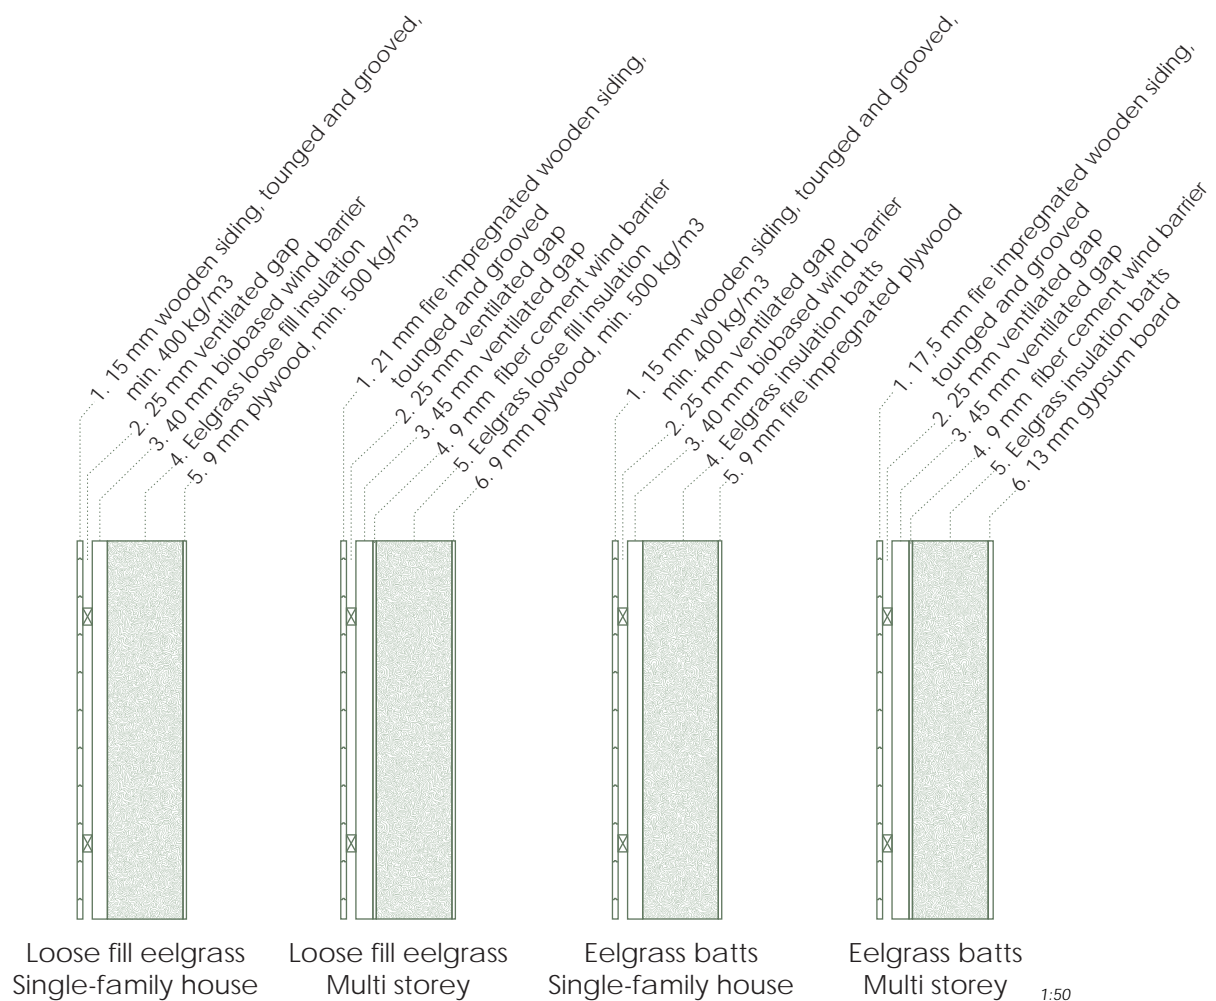 1. 15 mm wooden siding, tounged and grooved,
min. 400 kg/m3
2. 25 mm ventilated gap
3. 40 mm biobased wind barrier
4. Eelgrass loose fill insulation
5. 9 mm plywood, min. 500 kg/m3
1. 21 mm fire impregnated wooden siding,
tounged and grooved
2. 25 mm ventilated gap
3. 45 mm ventilated gap
4. 9 mm fiber cement wind barrier
5. Eelgrass loose fill insulation
6. 9 mm plywood, min. 500 kg/m3
1. 15 mm wooden siding, tounged and grooved,
min. 400 kg/m3
2. 25 mm ventilated gap
3. 40 mm biobased wind barrier
4. Eelgrass insulation batts
5. 9 mm fire impregnated plywood
1. 17,5 mm fire impregnated wooden siding,
tounged and grooved
2. 25 mm ventilated gap
3. 45 mm ventilated gap
4. 9 mm fiber cement wind barrier
5. Eelgrass insulation batts
6. 13 mm gypsum board
Loose fill eelgrass
Single-family house
Loose fill eelgrass
Multi storey
Eelgrass batts
Single-family house
Eelgrass batts
Multi storey
1:50